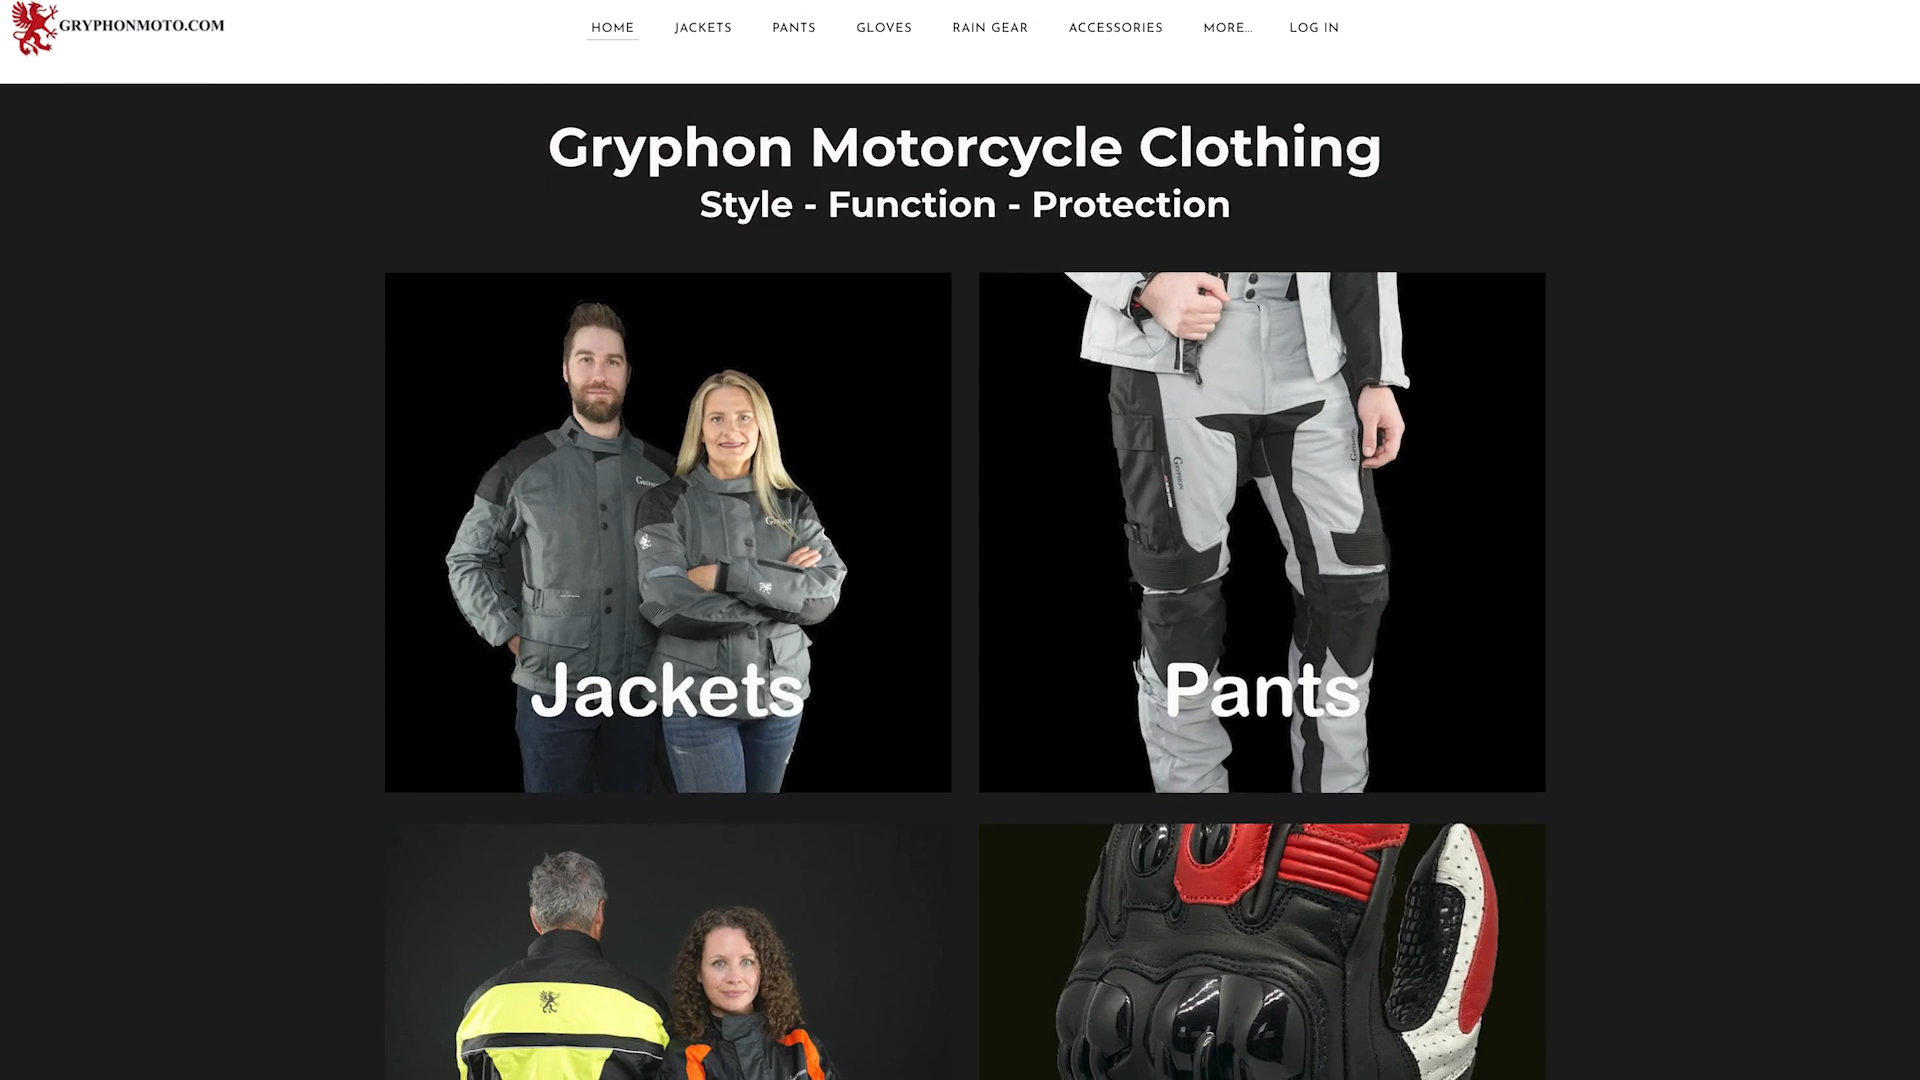 GRYPHONMOTO.COM
HOME JACKETS PANTS GLOVES RAIN GEAR ACCESSORIES MORE... LOG IN
Gryphon Motorcycle Clothing
Style - Function - Protection
Jackets
Pants
GRYPHON